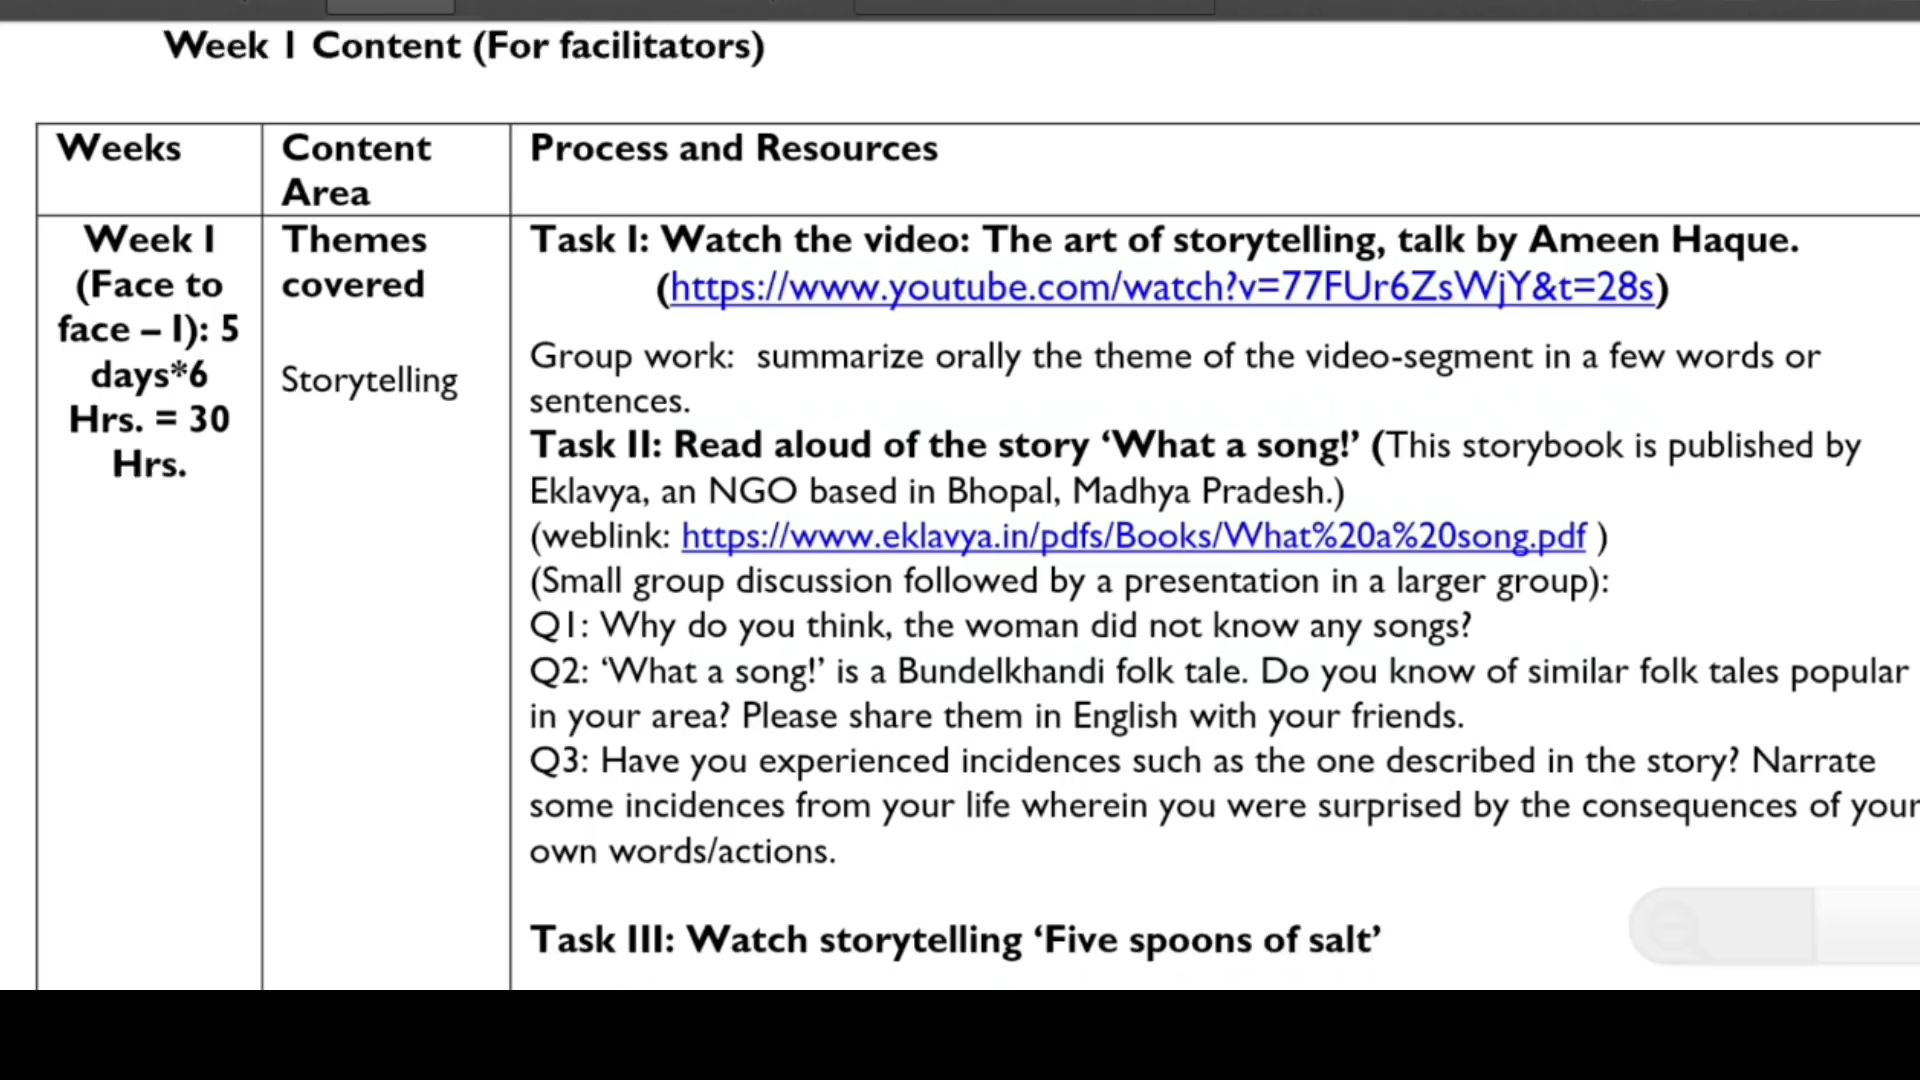 Week 1 Content (For facilitators)
Weeks
Content
Area
Process and Resources
Week 1
(Face to
face – I): 5
days*6
Hrs. = 30
Hrs.
Themes
covered
Storytelling
Task I: Watch the video: The art of storytelling, talk by Ameen Haque.
(https://www.youtube.com/watch?v=77FUr6ZsWjY&t=28s)
Group work:  summarize orally the theme of the video-segment in a few words or
sentences.
Task II: Read aloud of the story ‘What a song!’ (This storybook is published by
Eklavya, an NGO based in Bhopal, Madhya Pradesh.)
(weblink: https://www.eklavya.in/pdfs/Books/What%20a%20song.pdf )
(Small group discussion followed by a presentation in a larger group):
Q1: Why do you think, the woman did not know any songs?
Q2: ‘What a song!’ is a Bundelkhandi folk tale. Do you know of similar folk tales popular
in your area? Please share them in English with your friends.
Q3: Have you experienced incidences such as the one described in the story? Narrate
some incidences from your life wherein you were surprised by the consequences of your
own words/actions.
Task III: Watch storytelling ‘Five spoons of salt’